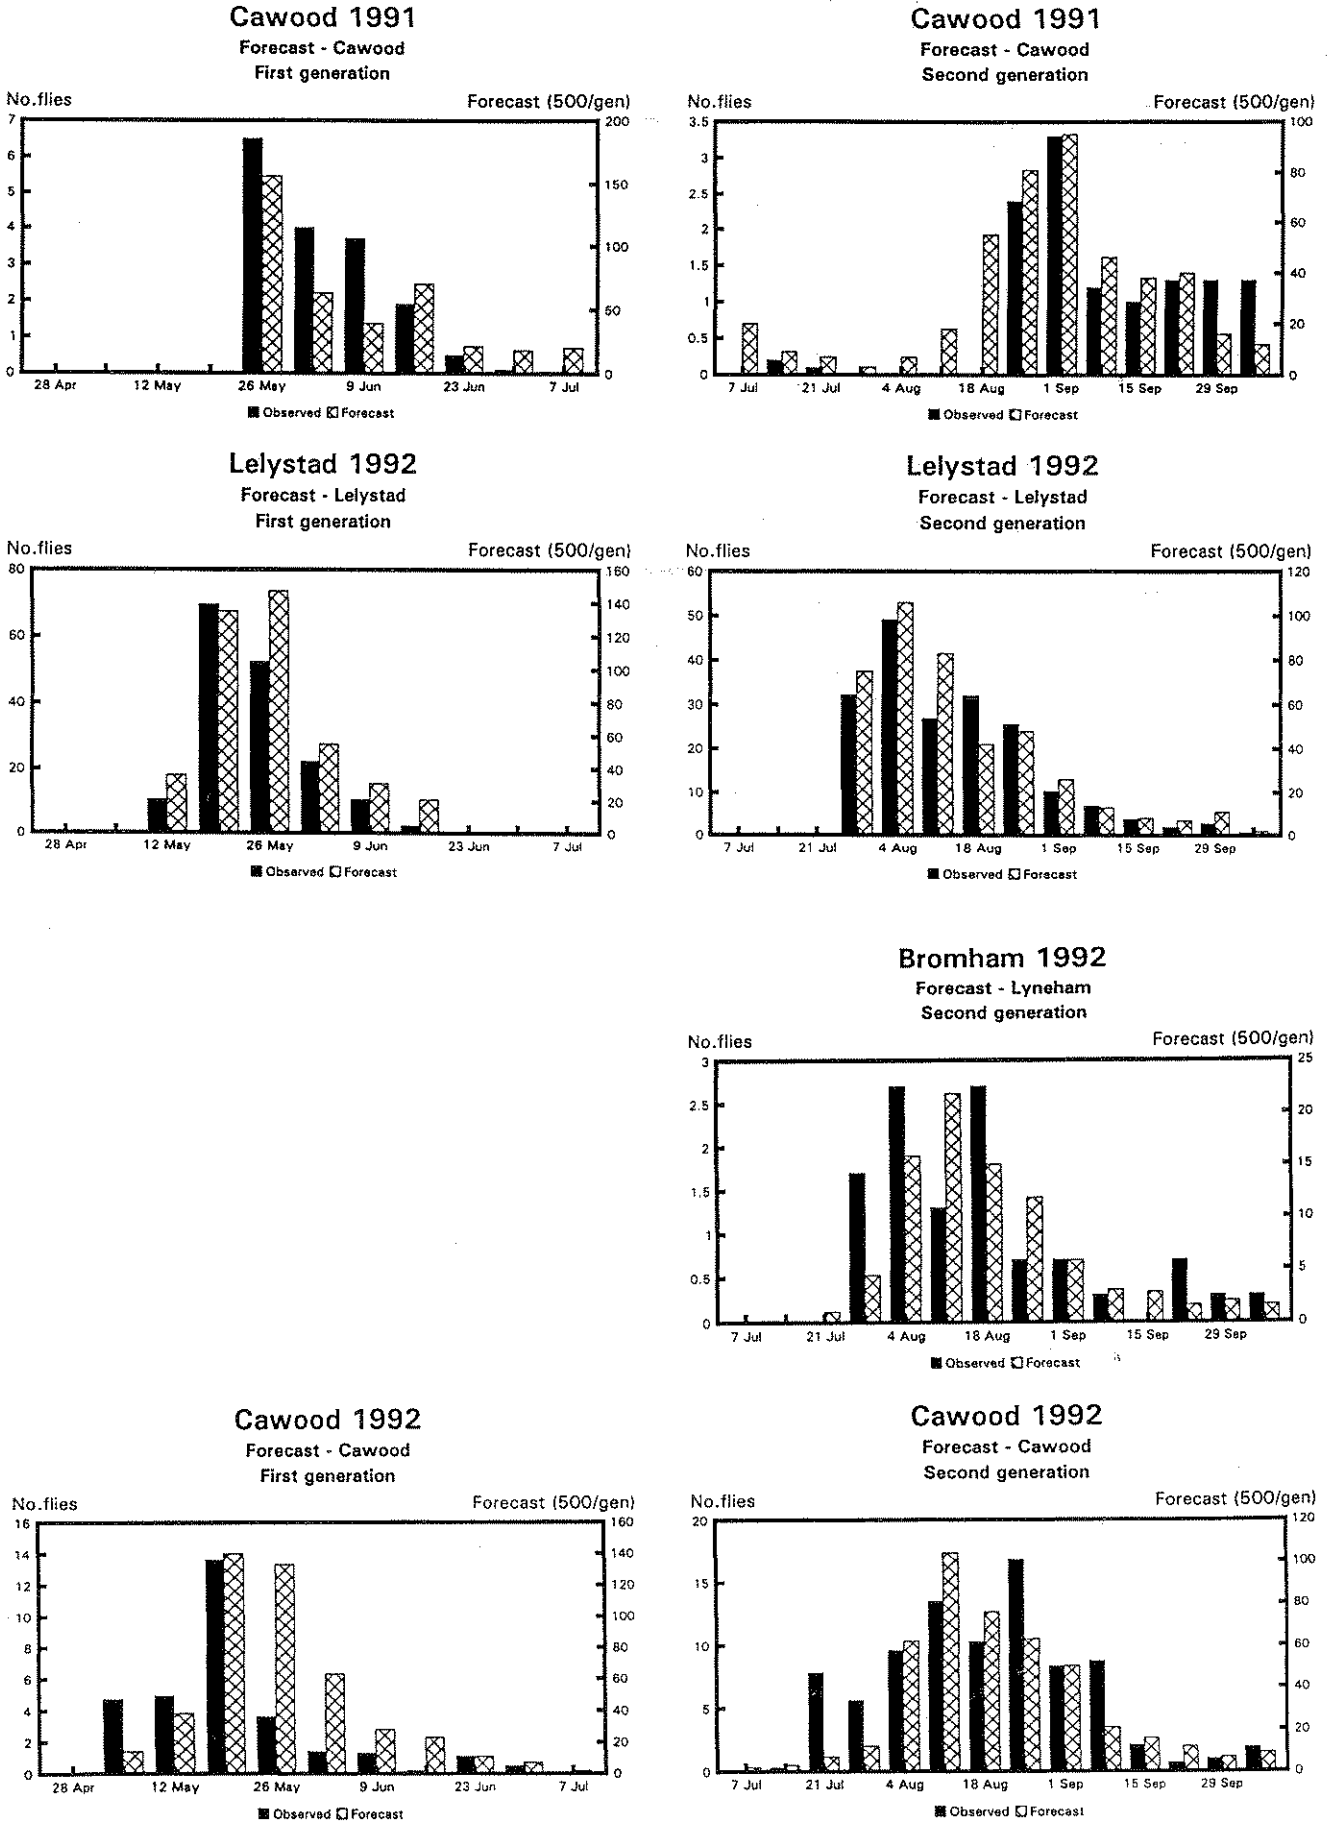 Cawood 1991
Forecast - Cawood
First generation
No.flies Forecast (500/gen)
7
6
5
4
3
2
1
0
200
150
100
50
0
28 Apr 12 May 26 May 9 Jun 23 Jun 7 Jul
Observed Forecast
Cawood 1991
Forecast - Cawood
Second generation
No.flies Forecast (500/gen)
3.5
3
2.5
2
1.5
1
0.5
0
100
80
60
40
20
0
7 Jul 21 Jul 4 Aug 18 Aug 1 Sep 15 Sep 29 Sep
Observed Forecast
Lelystad 1992
Forecast - Lelystad
First generation
No.flies Forecast (500/gen)
80
60
40
20
0
160
140
120
100
80
60
40
20
0
28 Apr 12 May 26 May 9 Jun 23 Jun 7 Jul
Observed Forecast
Lelystad 1992
Forecast - Lelystad
Second generation
No.flies Forecast (500/gen)
60
50
40
30
20
10
0
120
100
80
60
40
20
0
7 Jul 21 Jul 4 Aug 18 Aug 1 Sep 15 Sep 29 Sep
Observed Forecast
Bromham 1992
Forecast - Lyneham
Second generation
No.flies Forecast (500/gen)
3
2.5
2
1.5
1
0.5
0
25
20
15
10
5
0
7 Jul 21 Jul 4 Aug 18 Aug 1 Sep 15 Sep 29 Sep
Observed Forecast
Cawood 1992
Forecast - Cawood
First generation
No.flies Forecast (500/gen)
16
14
12
10
8
6
4
2
0
160
140
120
100
80
60
40
20
0
28 Apr 12 May 26 May 9 Jun 23 Jun 7 Jul
Observed Forecast
Cawood 1992
Forecast - Cawood
Second generation
No.flies Forecast (500/gen)
20
15
10
5
0
120
100
80
60
40
20
0
7 Jul 21 Jul 4 Aug 18 Aug 1 Sep 15 Sep 29 Sep
Observed Forecast